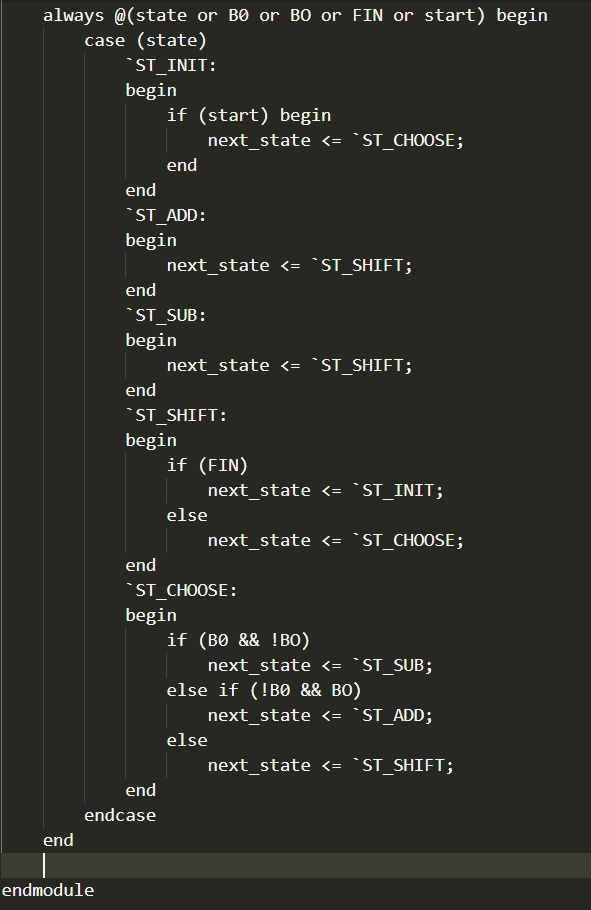 always @(state or B0 or BO or FIN or start) begin
case (state)
`ST_INIT:
begin
if (start) begin
next_state <= `ST_CHOOSE;
end
end
`ST_ADD:
begin
next_state <= `ST_SHIFT;
end
`ST_SUB:
begin
next_state <= `ST_SHIFT;
end
`ST_SHIFT:
begin
if (FIN)
next_state <= `ST_INIT;
else
next_state <= `ST_CHOOSE;
end
`ST_CHOOSE:
begin
if (B0 && !BO)
next_state <= `ST_SUB;
else if (!B0 && BO)
next_state <= `ST_ADD;
else
next_state <= `ST_SHIFT;
end
endcase
end
endmodule